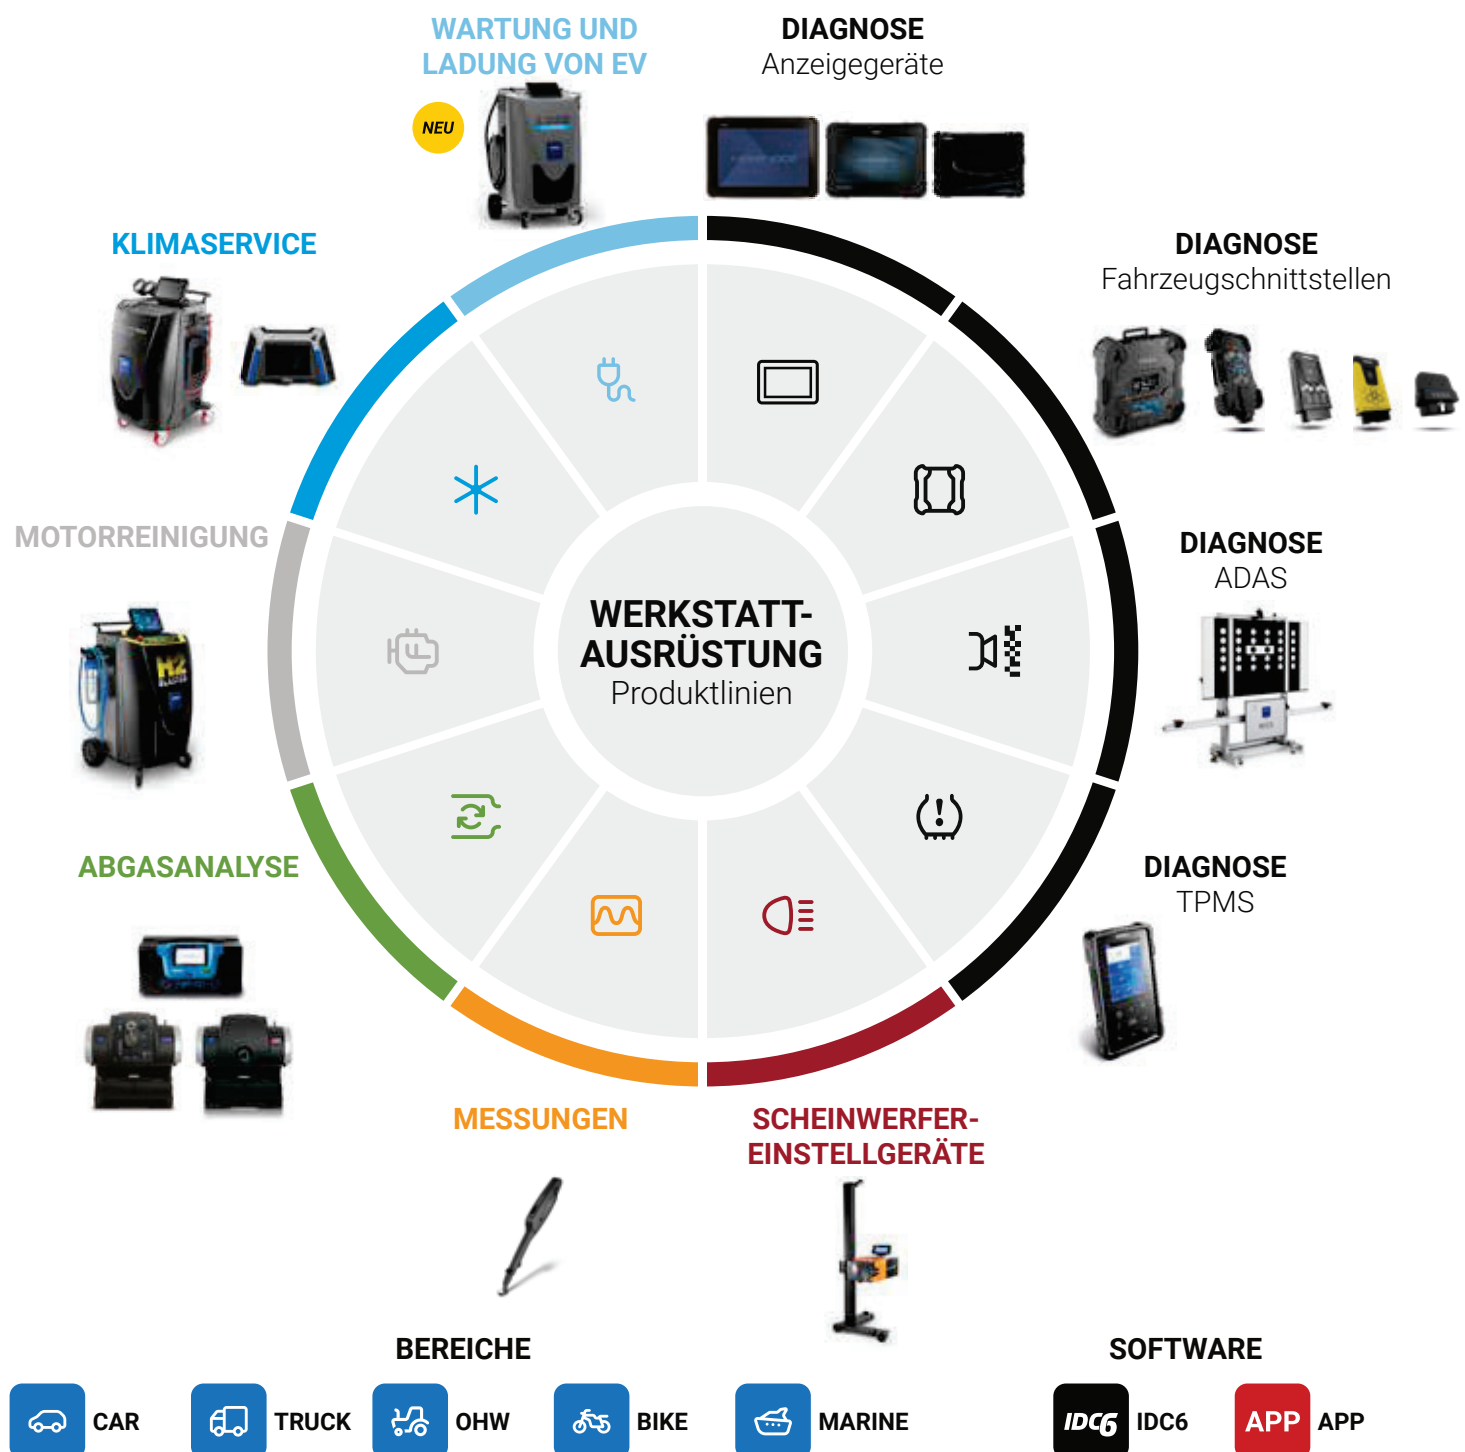 WARTUNG UND
LADUNG VON EV
NEU
DIAGNOSE
Anzeigegeräte
KLIMASERVICE
DIAGNOSE
Fahrzeugschnittstellen
MOTORREINIGUNG
DIAGNOSE
ADAS
WERKSTATT-
AUSRÜSTUNG
Produktlinien
H2
ABGASANALYSE
DIAGNOSE
TPMS
MESSUNGEN
SCHEINWERFER-
EINSTELLGERÄTE
BEREICHE
SOFTWARE
CAR
TRUCK
OHW
BIKE
MARINE
IDC6 IDC6
APP APP